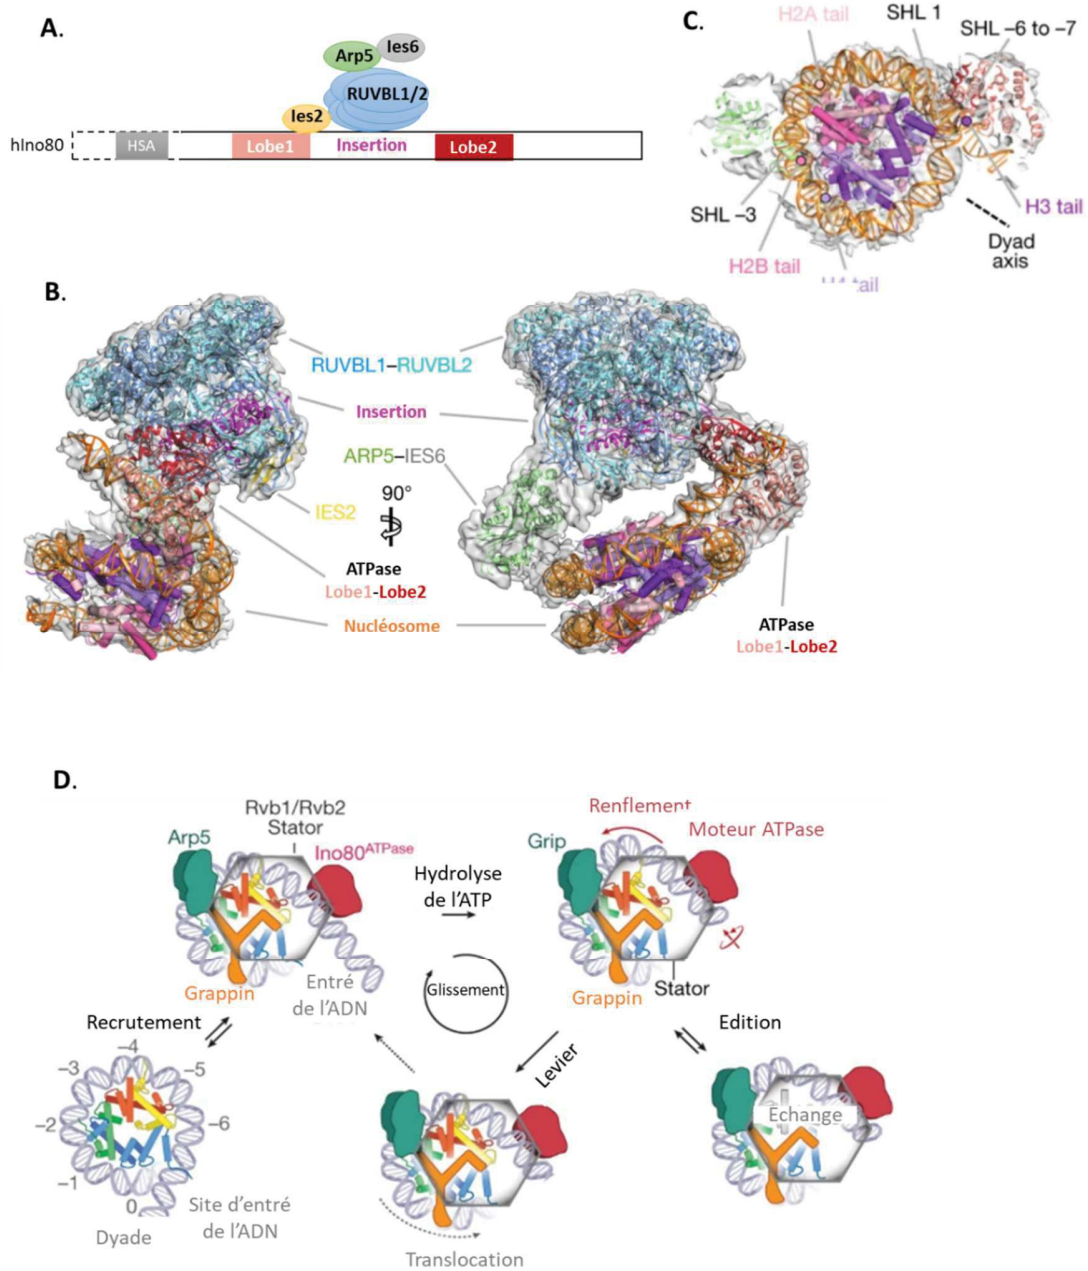 A.
Arp5
Ies6
RUVBL1/2
Ies2
hIno80
HSA
Lobe1
Insertion
Lobe2
C.
H2A tail
SHL 1
SHL –6 to –7
SHL –3
H3 tail
Dyad
axis
H2B tail
tail
B.
RUVBL1–RUVBL2
Insertion
ARP5–IES6
IES2
90°
ATPase
Lobe1-Lobe2
Nucléosome
ATPase
Lobe1-Lobe2
D.
Rvb1/Rvb2
Stator
Arp5
Ino80ATPase
Grappin
Entré
de l'ADN
Hydrolyse
de l'ATP
Glissement
Renflement
Moteur ATPase
Grip
Grappin
Stator
Recrutement
Edition
Levier
–4
–3
–5
–2
–6
–1
0
Site d'entré
de l'ADN
Dyade
Echange
Translocation